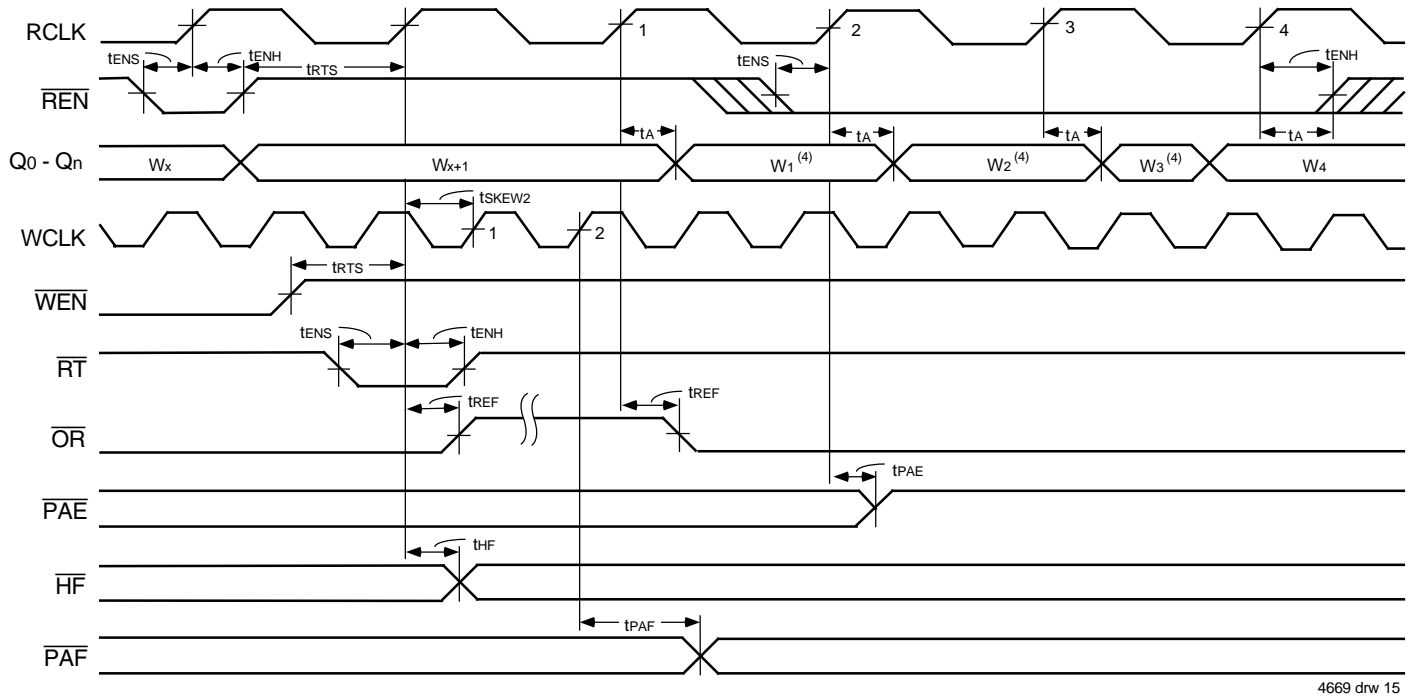 RCLK 1 2 3 4
tENS tENH tRTS tENS tENH
REN
tA tA tA tA
Q0 - Qn Wx Wx+1 W1 (4) W2 (4) W3 (4) W4
tSKEW2
WCLK 1 2
tRTS
WEN
tENS tENH
RT
tREF tREF
OR
tPAE
PAE
tHF
HF
tPAF
PAF
4669 drw 15